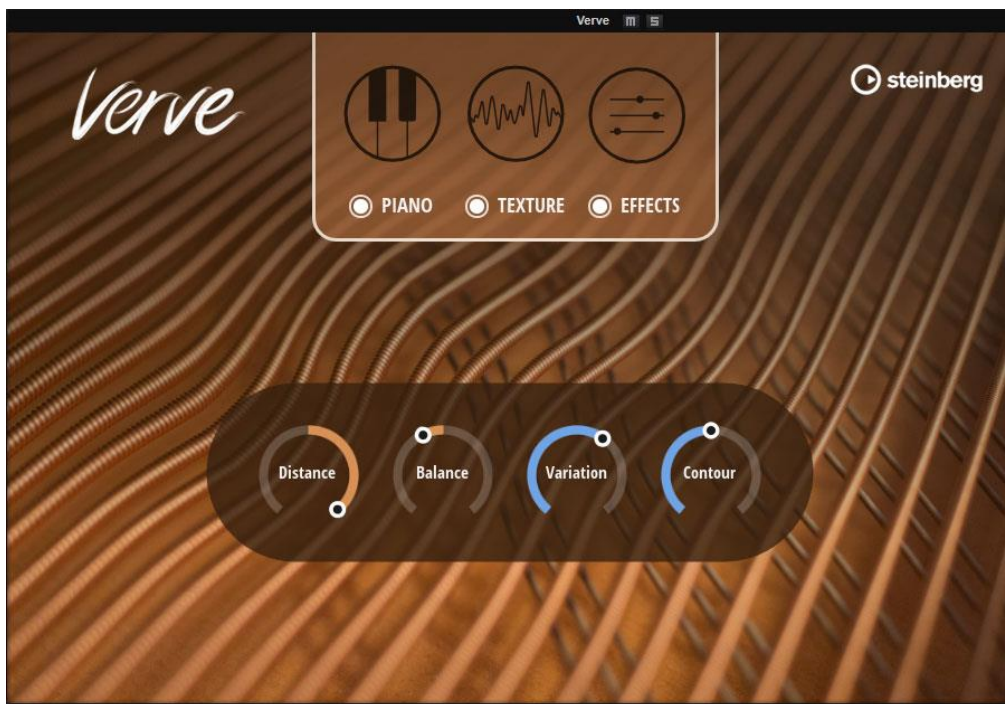 Verve M S
Verve
steinberg
PIANO TEXTURE EFFECTS
Distance Balance Variation Contour